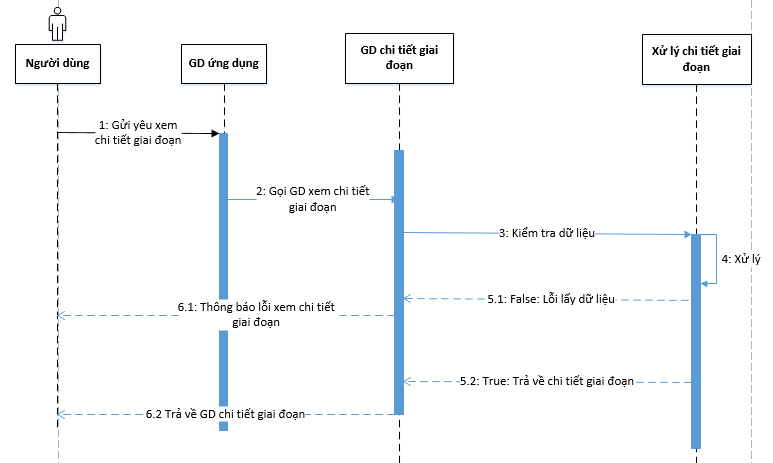 Người dùng
GD ứng dụng
GD chi tiết giai
đoạn
Xử lý chi tiết giai
đoạn
1: Gửi yêu xem
chi tiết giai đoạn
2: Gọi GD xem chi tiết
giai đoạn
3: Kiểm tra dữ liệu
4: Xử lý
5.1: False: Lỗi lấy dữ liệu
6.1: Thông báo lỗi xem chi tiết
giai đoạn
5.2: True: Trả về chi tiết giai đoạn
6.2 Trả về GD chi tiết giai đoạn